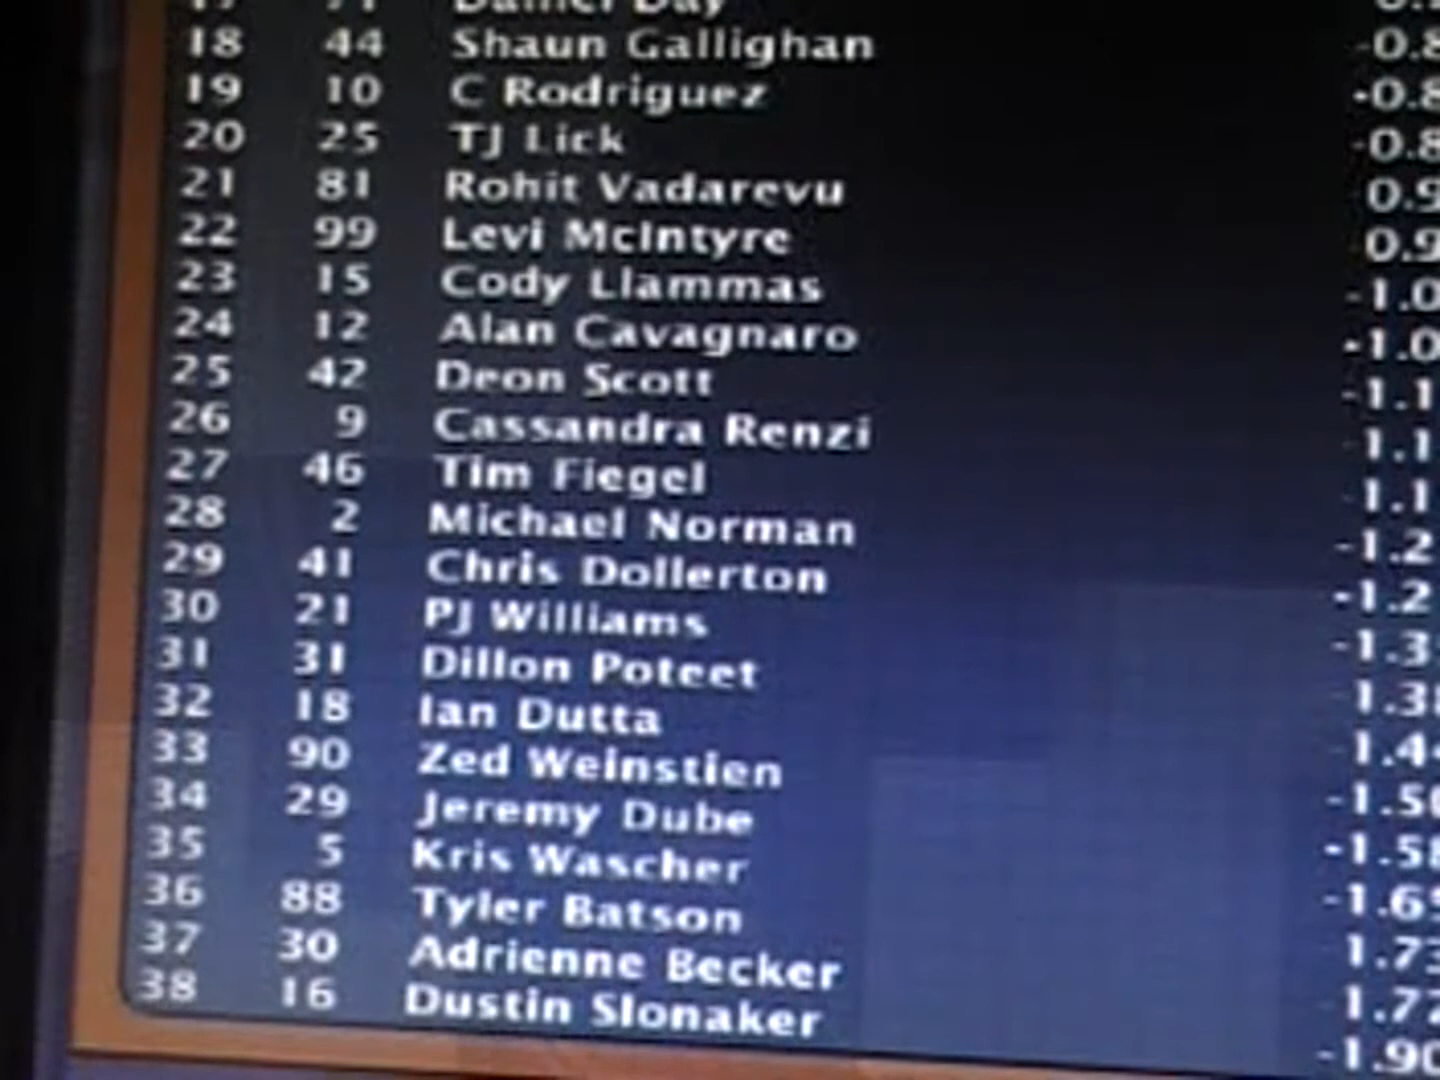 Daniel Day
18 44 Shaun Gallighan -0.8
19 10 C Rodriguez -0.8
20 25 TJ Lick -0.8
21 81 Rohit Vadarevu 0.9
22 99 Levi McIntyre 0.9
23 15 Cody Llammas -1.0
24 12 Alan Cavagnaro -1.0
25 42 Deon Scott -1.1
26 9 Cassandra Renzi 1.1
27 46 Tim Fiegel 1.1
28 2 Michael Norman -1.2
29 41 Chris Dollerton -1.2
30 21 PJ Williams -1.3
31 31 Dillon Poteet 1.3
32 18 Ian Dutta 1.4
33 90 Zed Weinstien -1.5
34 29 Jeremy Dube -1.5
35 5 Kris Wascher -1.6
36 88 Tyler Batson 1.7
37 30 Adrienne Becker 1.7
38 16 Dustin Slonaker -1.90